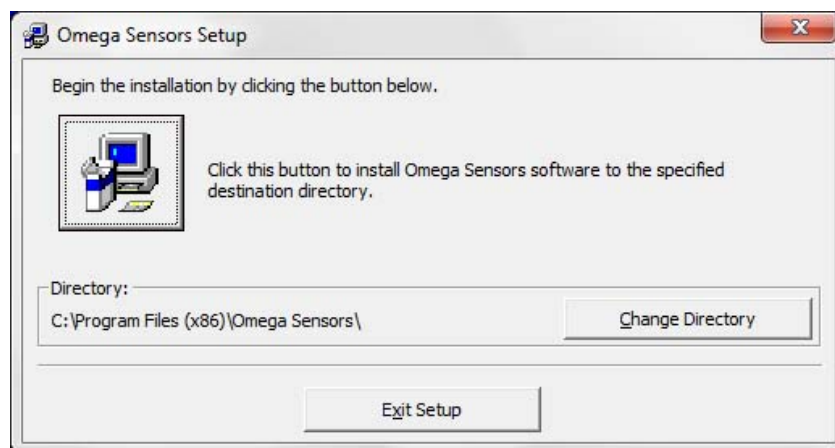 Omega Sensors Setup
Begin the installation by clicking the button below.
Click this button to install Omega Sensors software to the specified
destination directory.
Directory:
C:\Program Files (x86)\Omega Sensors\
Change Directory
Exit Setup